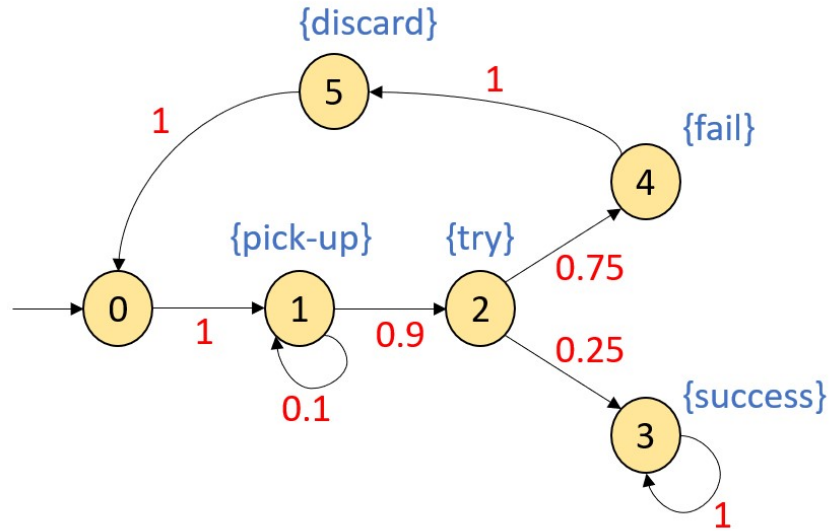 {discard}
5
1
1
{fail}
4
{pick-up}
{try}
0
1
2
0.75
1
0.9
0.25
0.1
{success}
3
1